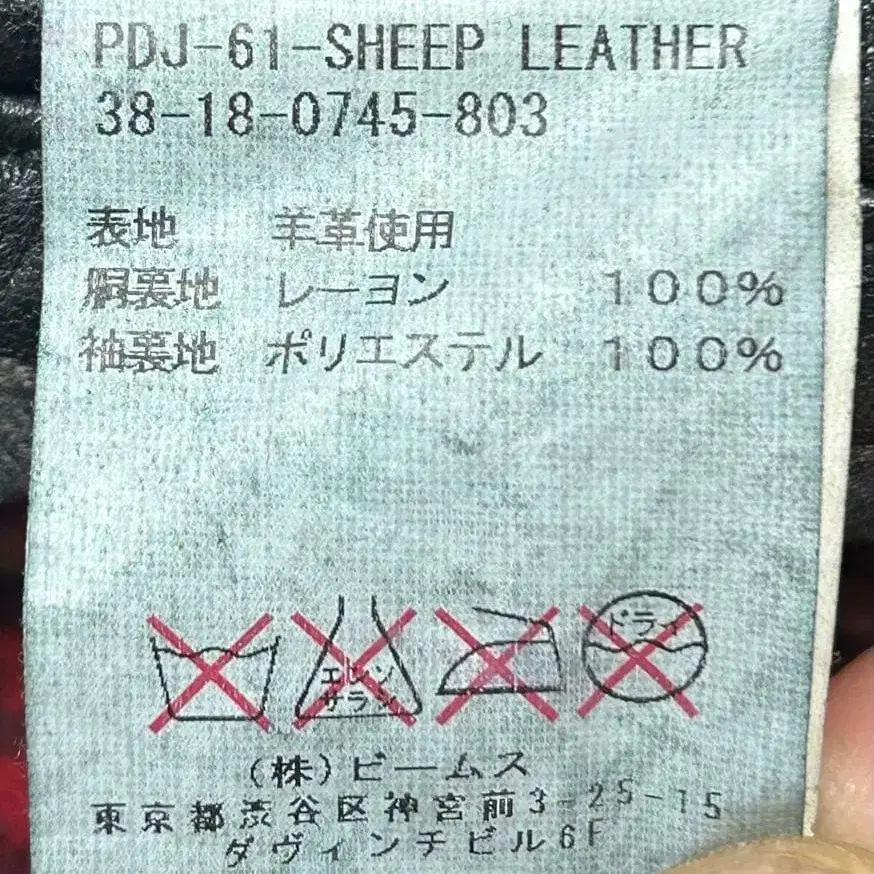 PDJ-61-SHEEP LEATHER
38-18-0745-803
表地 羊革使用
胴裏地 レーヨン 100%
袖裏地 ポリエステル 100%
エンソ
サラシ
ドライ
(株)ビームス
東京都渋谷区神宮前3-25-15
ダヴィンチビル6F